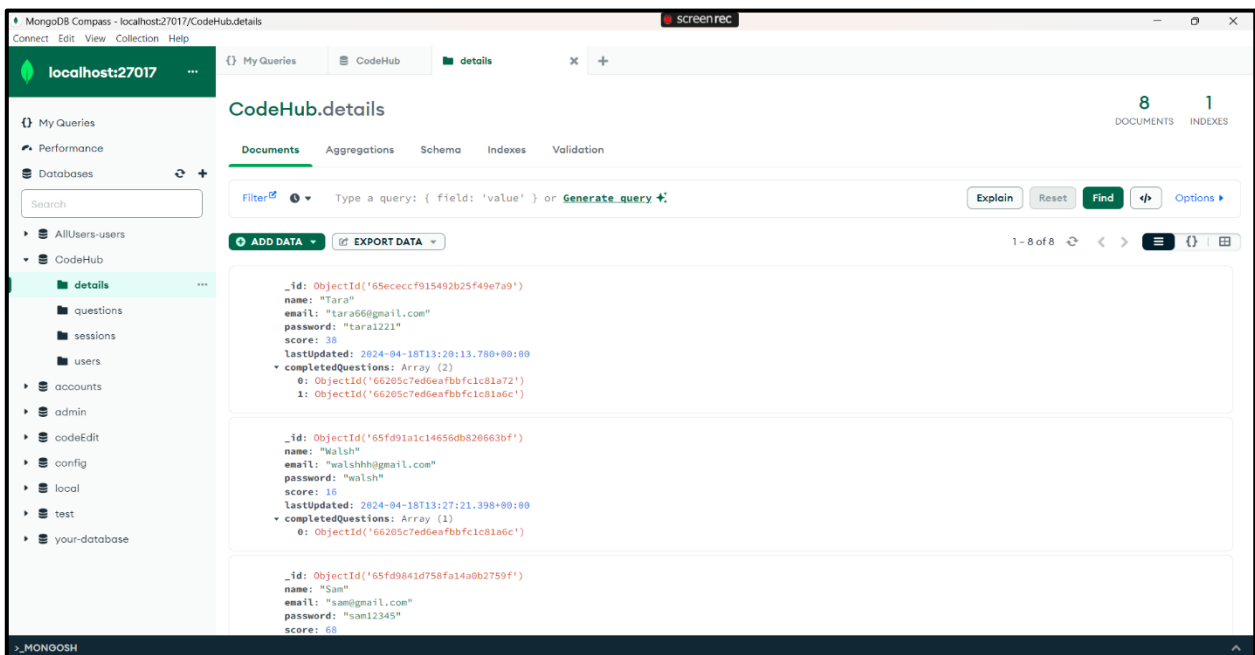 MongoDB Compass - localhost:27017/CodeHub.details
screenrec
Connect Edit View Collection Help
localhost:27017 ...
{} My Queries
CodeHub
details
My Queries
Performance
Databases
Search
AllUsers-users
CodeHub
details ...
questions
sessions
users
accounts
admin
codeEdit
config
local
test
your-database
CodeHub.details
8 DOCUMENTS
1 INDEXES
Documents Aggregations Schema Indexes Validation
Filter Type a query: { field: 'value' } or Generate query Explain Reset Find </> Options
ADD DATA EXPORT DATA 1 – 8 of 8 {}
_id: ObjectId('65ececcf915492b25f49e7a9')
name: "Tara"
email: "tara66@gmail.com"
password: "tara1221"
score: 38
lastUpdated: 2024-04-18T13:20:13.780+00:00
completedQuestions: Array (2)
0: ObjectId('66205c7ed6eafbbfc1c81a72')
1: ObjectId('66205c7ed6eafbbfc1c81a6c')
_id: ObjectId('65fd91a1c14656db820663bf')
name: "Walsh"
email: "walshhh@gmail.com"
password: "walsh"
score: 16
lastUpdated: 2024-04-18T13:27:21.398+00:00
completedQuestions: Array (1)
0: ObjectId('66205c7ed6eafbbfc1c81a6c')
_id: ObjectId('65fd9841d758fa14a0b2759f')
name: "Sam"
email: "sam@gmail.com"
password: "sam12345"
score: 68
>_MONGOSH